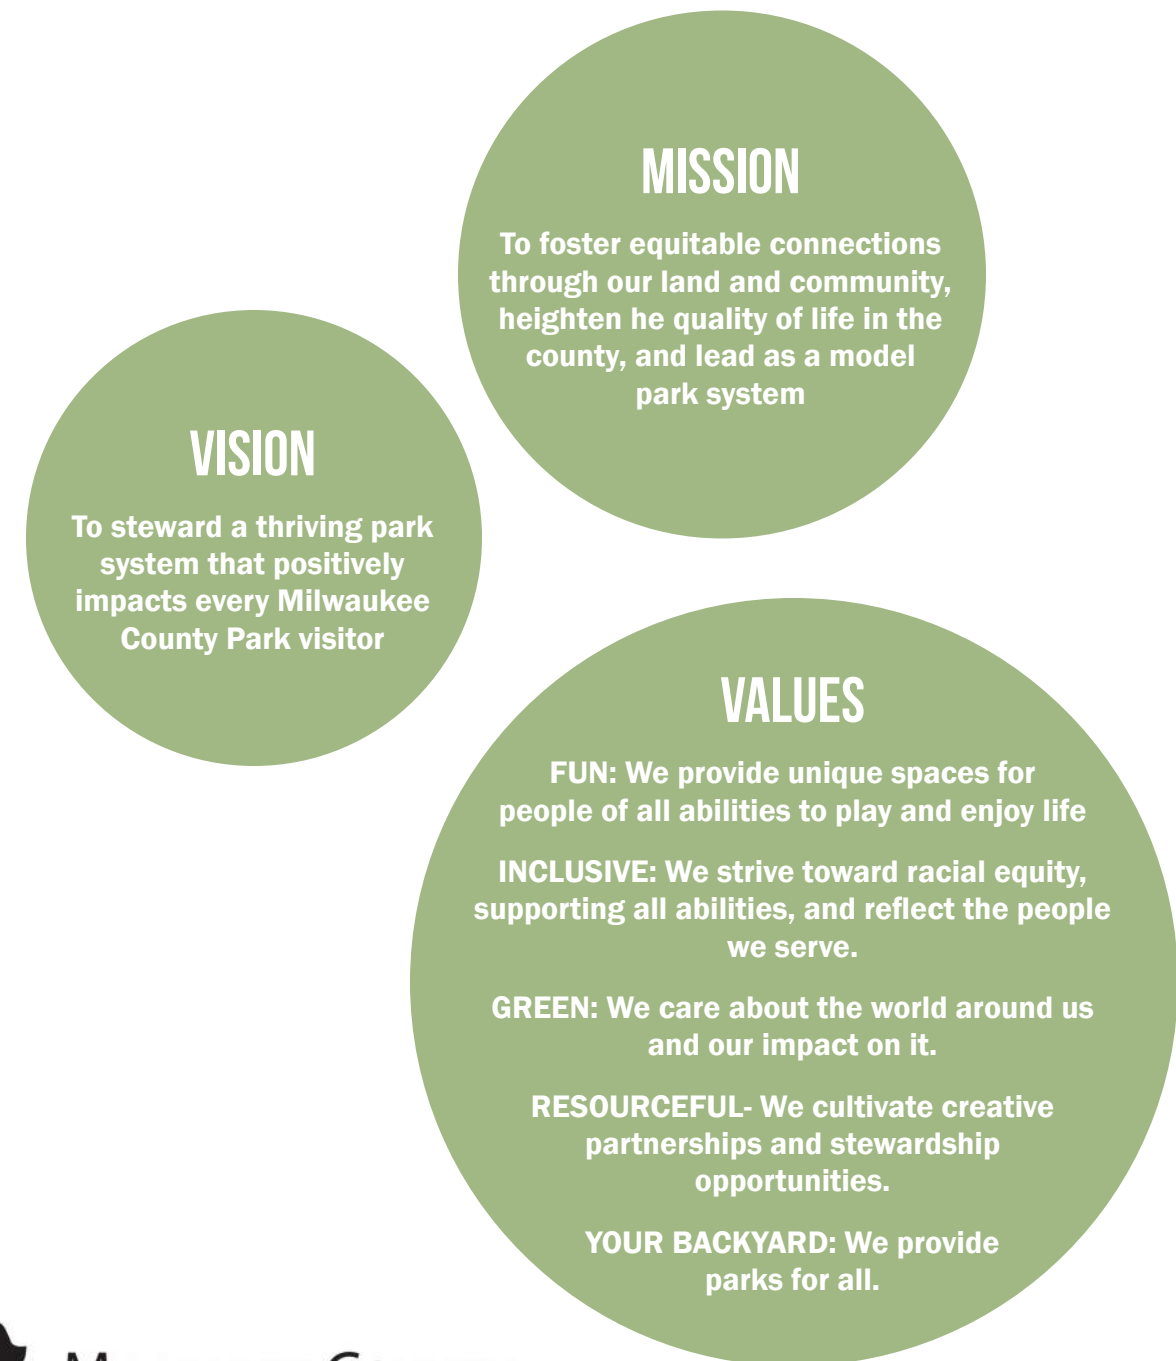 MISSION
To foster equitable connections
through our land and community,
heighten he quality of life in the
county, and lead as a model
park system
VISION
To steward a thriving park
system that positively
impacts every Milwaukee
County Park visitor
VALUES
FUN: We provide unique spaces for
people of all abilities to play and enjoy life
INCLUSIVE: We strive toward racial equity,
supporting all abilities, and reflect the people
we serve.
GREEN: We care about the world around us
and our impact on it.
RESOURCEFUL- We cultivate creative
partnerships and stewardship
opportunities.
YOUR BACKYARD: We provide
parks for all.